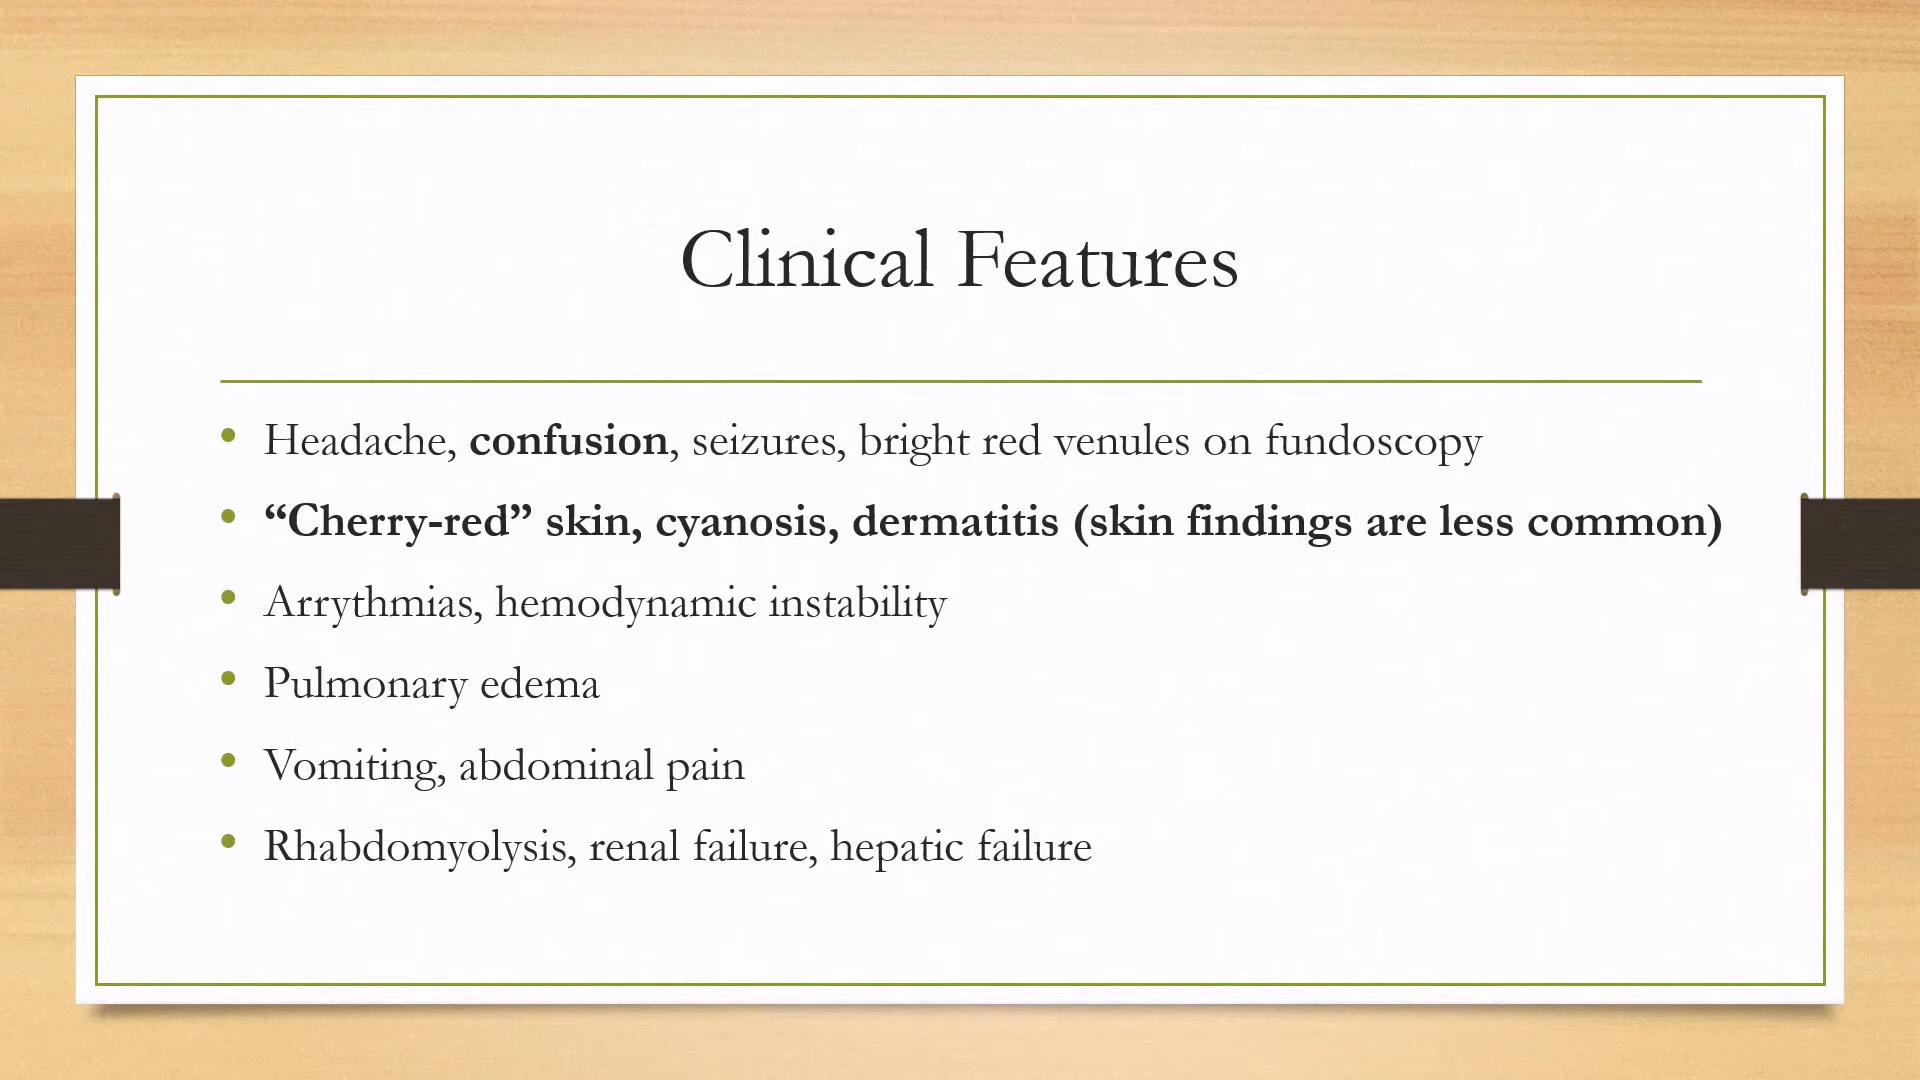 Clinical Features
• Headache, confusion, seizures, bright red venules on fundoscopy
• “Cherry-red” skin, cyanosis, dermatitis (skin findings are less common)
• Arrythmias, hemodynamic instability
• Pulmonary edema
• Vomiting, abdominal pain
• Rhabdomyolysis, renal failure, hepatic failure